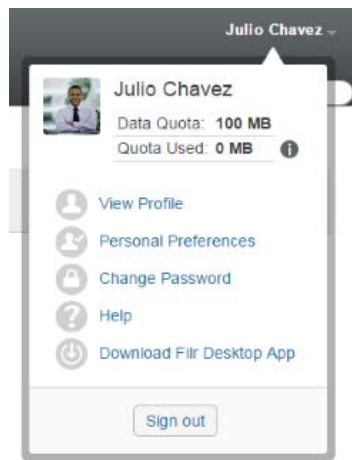 Julio Chavez
Julio Chavez
Data Quota: 100 MB
Quota Used: 0 MB
View Profile
Personal Preferences
Change Password
Help
Download Filr Desktop App
Sign out